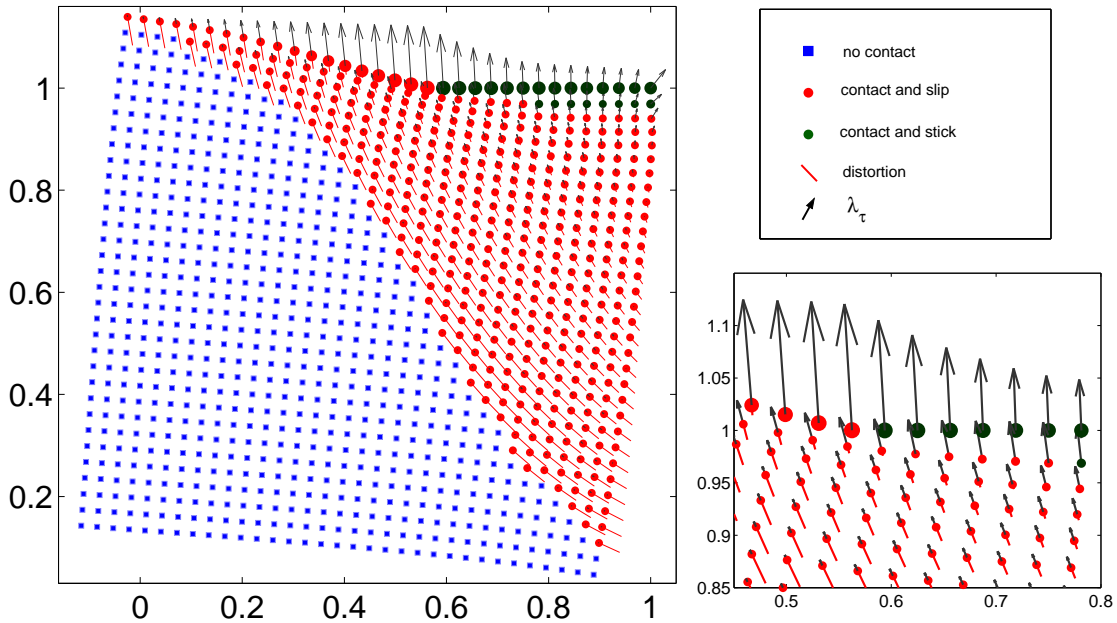 1
0.8
0.6
0.4
0.2
0 0.2 0.4 0.6 0.8 1
no contact
contact and slip
contact and stick
distortion
λτ
1.1
1.05
1
0.95
0.9
0.85
0.5 0.6 0.7 0.8